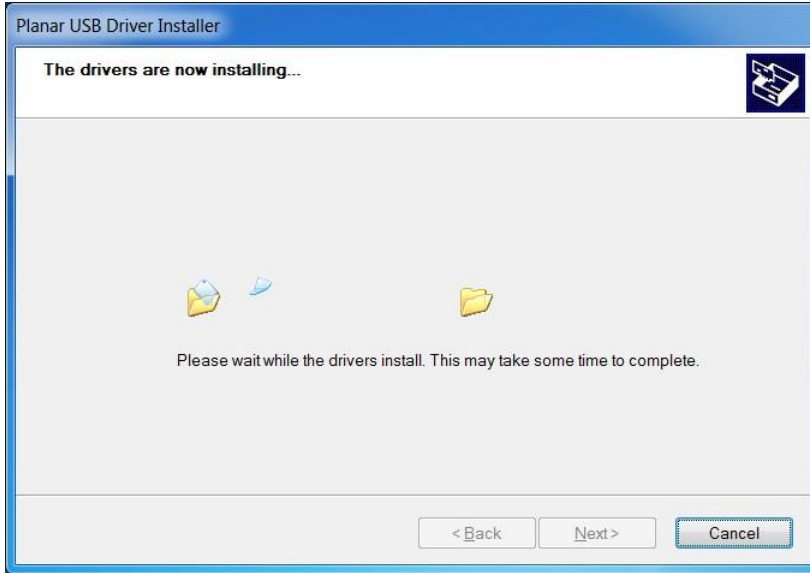 Planar USB Driver Installer
The drivers are now installing...
Please wait while the drivers install. This may take some time to complete.
< Back
Next >
Cancel